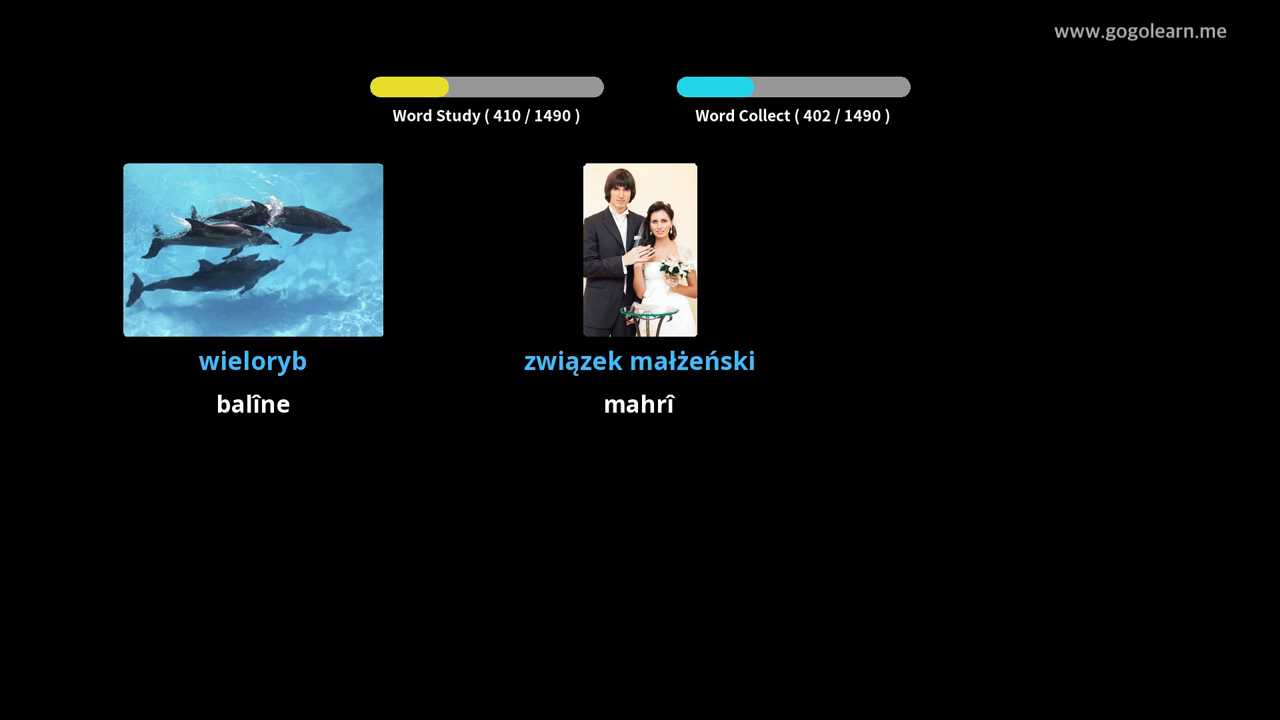 www.gogolearn.me
Word Study ( 410 / 1490 )
Word Collect ( 402 / 1490 )
wieloryb
balîne
związek małżeński
mahrî